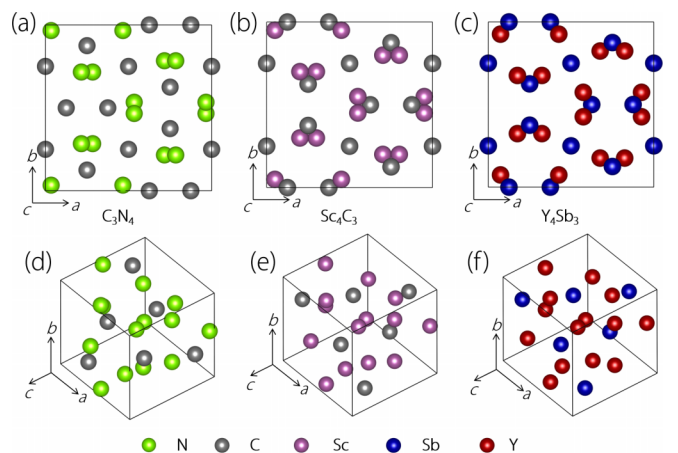 (a) (b) (c)
b b b
c a c a c a
C₃N₄ Sc₄C₃ Y₄Sb₃
(d) (e) (f)
b b b
c a c a c a
N C Sc Sb Y